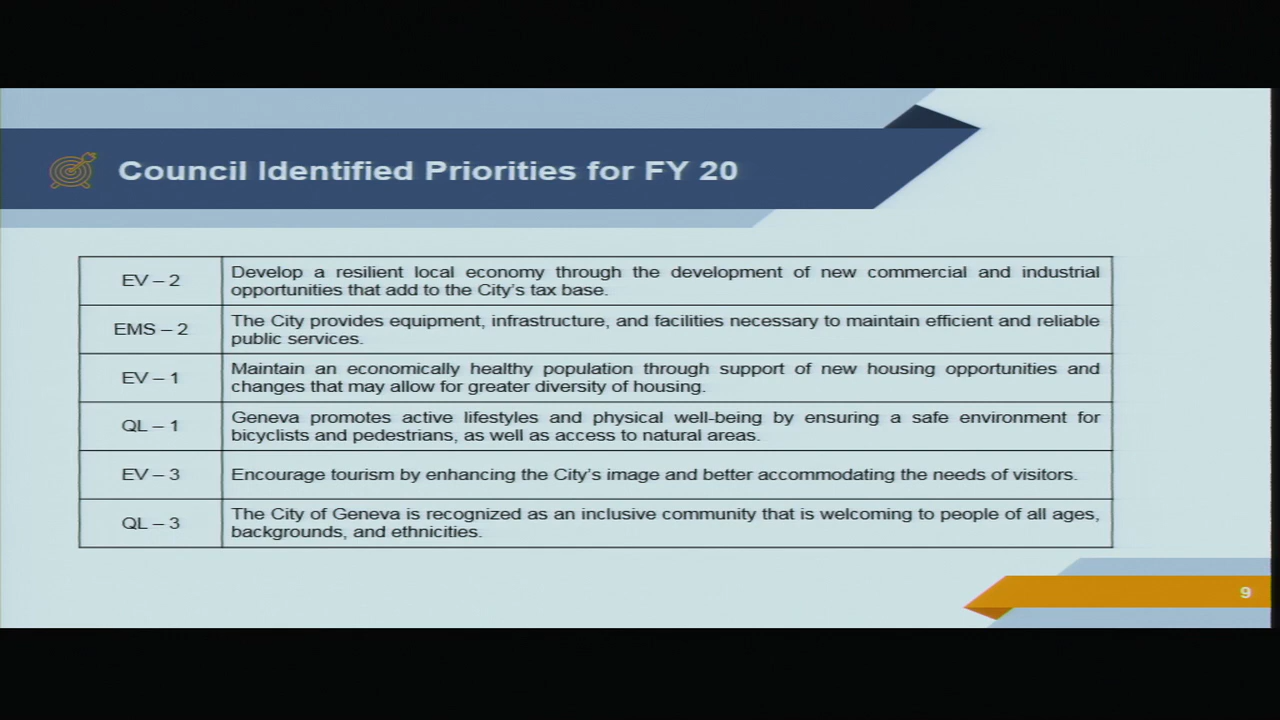 Council Identified Priorities for FY 20
EV – 2
Develop a resilient local economy through the development of new commercial and industrial
opportunities that add to the City's tax base.
EMS – 2
The City provides equipment, infrastructure, and facilities necessary to maintain efficient and reliable
public services.
EV – 1
Maintain an economically healthy population through support of new housing opportunities and
changes that may allow for greater diversity of housing.
QL – 1
Geneva promotes active lifestyles and physical well-being by ensuring a safe environment for
bicyclists and pedestrians, as well as access to natural areas.
EV – 3
Encourage tourism by enhancing the City's image and better accommodating the needs of visitors.
QL – 3
The City of Geneva is recognized as an inclusive community that is welcoming to people of all ages,
backgrounds, and ethnicities.
9